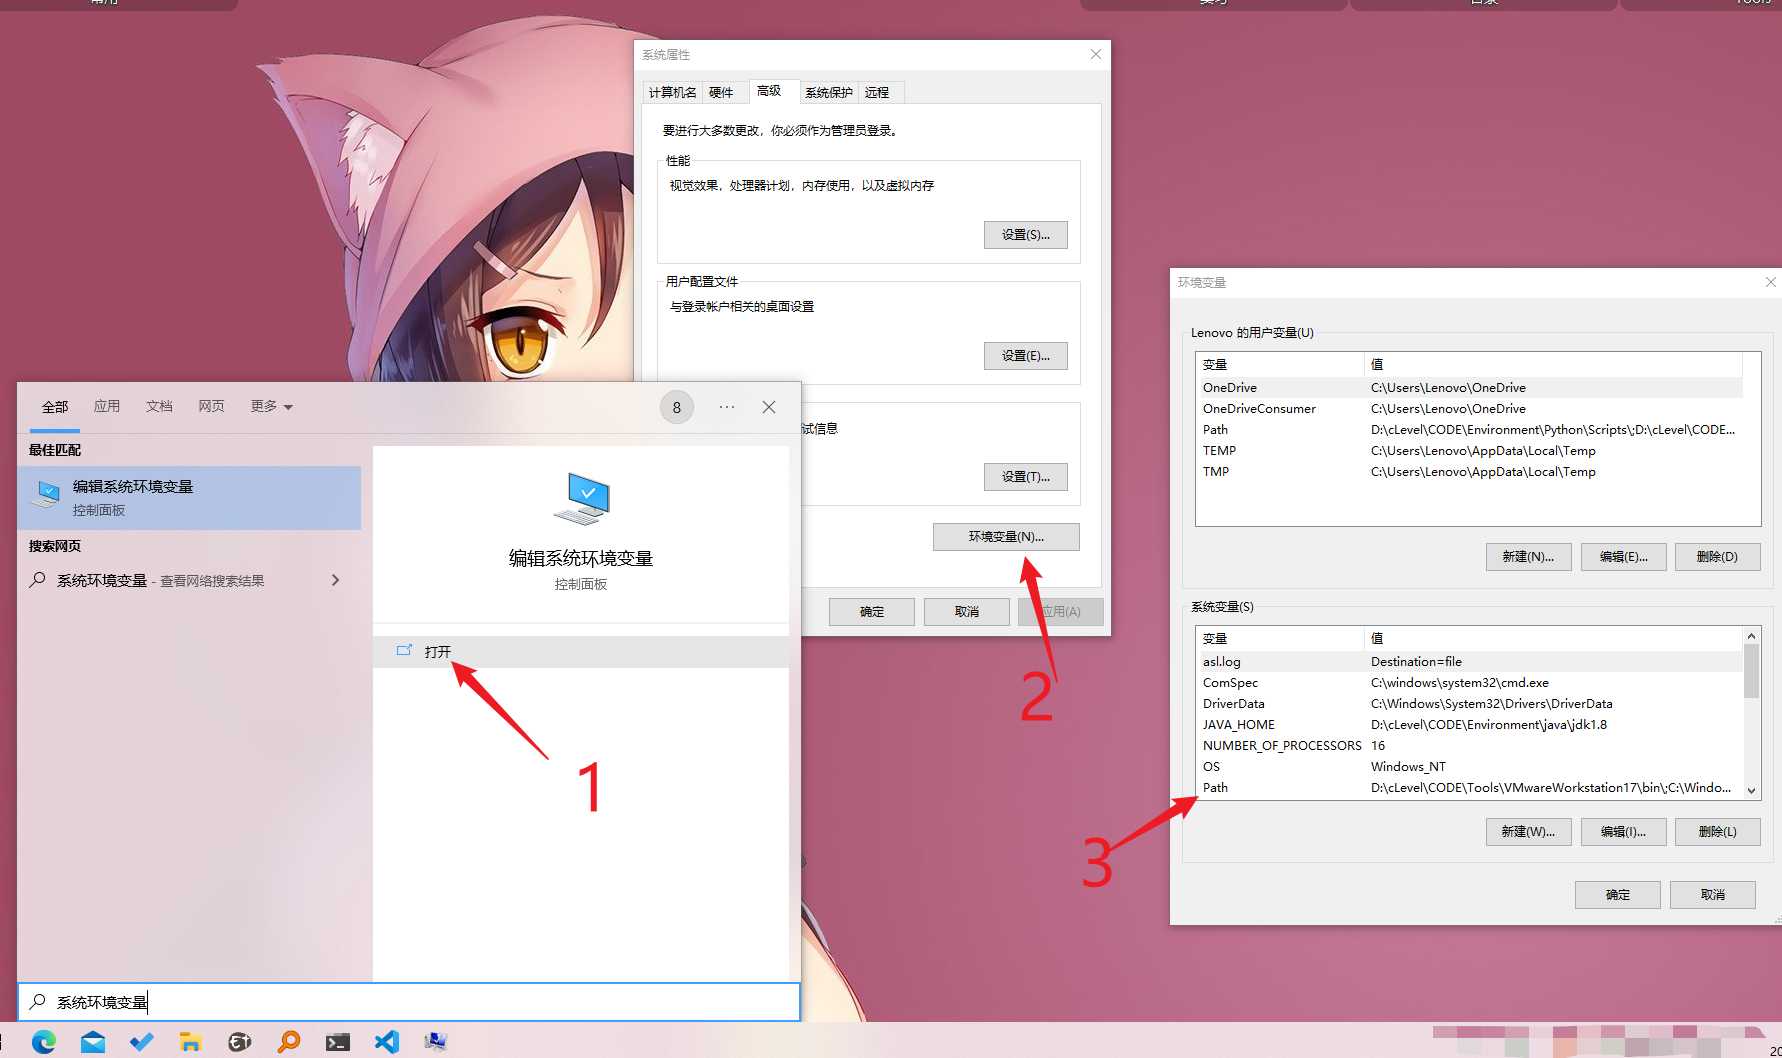 常用
实习
目录
Tools
系统属性
计算机名
硬件
高级
系统保护
远程
要进行大多数更改，你必须作为管理员登录。
性能
视觉效果，处理器计划，内存使用，以及虚拟内存
设置(S)...
用户配置文件
与登录帐户相关的桌面设置
设置(E)...
试信息
设置(T)...
环境变量(N)...
确定
取消
应用(A)
2
全部
应用
文档
网页
更多
8
最佳匹配
编辑系统环境变量
控制面板
搜索网页
系统环境变量 - 查看网络搜索结果
编辑系统环境变量
控制面板
打开
1
系统环境变量
环境变量
Lenovo 的用户变量(U)
变量 值
OneDrive C:\Users\Lenovo\OneDrive
OneDriveConsumer C:\Users\Lenovo\OneDrive
Path D:\cLevel\CODE\Environment\Python\Scripts\;D:\cLevel\CODE...
TEMP C:\Users\Lenovo\AppData\Local\Temp
TMP C:\Users\Lenovo\AppData\Local\Temp
新建(N)...
编辑(E)...
删除(D)
系统变量(S)
变量 值
asl.log Destination=file
ComSpec C:\windows\system32\cmd.exe
DriverData C:\Windows\System32\Drivers\DriverData
JAVA_HOME D:\cLevel\CODE\Environment\java\jdk1.8
NUMBER_OF_PROCESSORS 16
OS Windows_NT
Path D:\cLevel\CODE\Tools\VMwareWorkstation17\bin\;C:\Windo...
3
新建(W)...
编辑(I)...
删除(L)
确定
取消
20